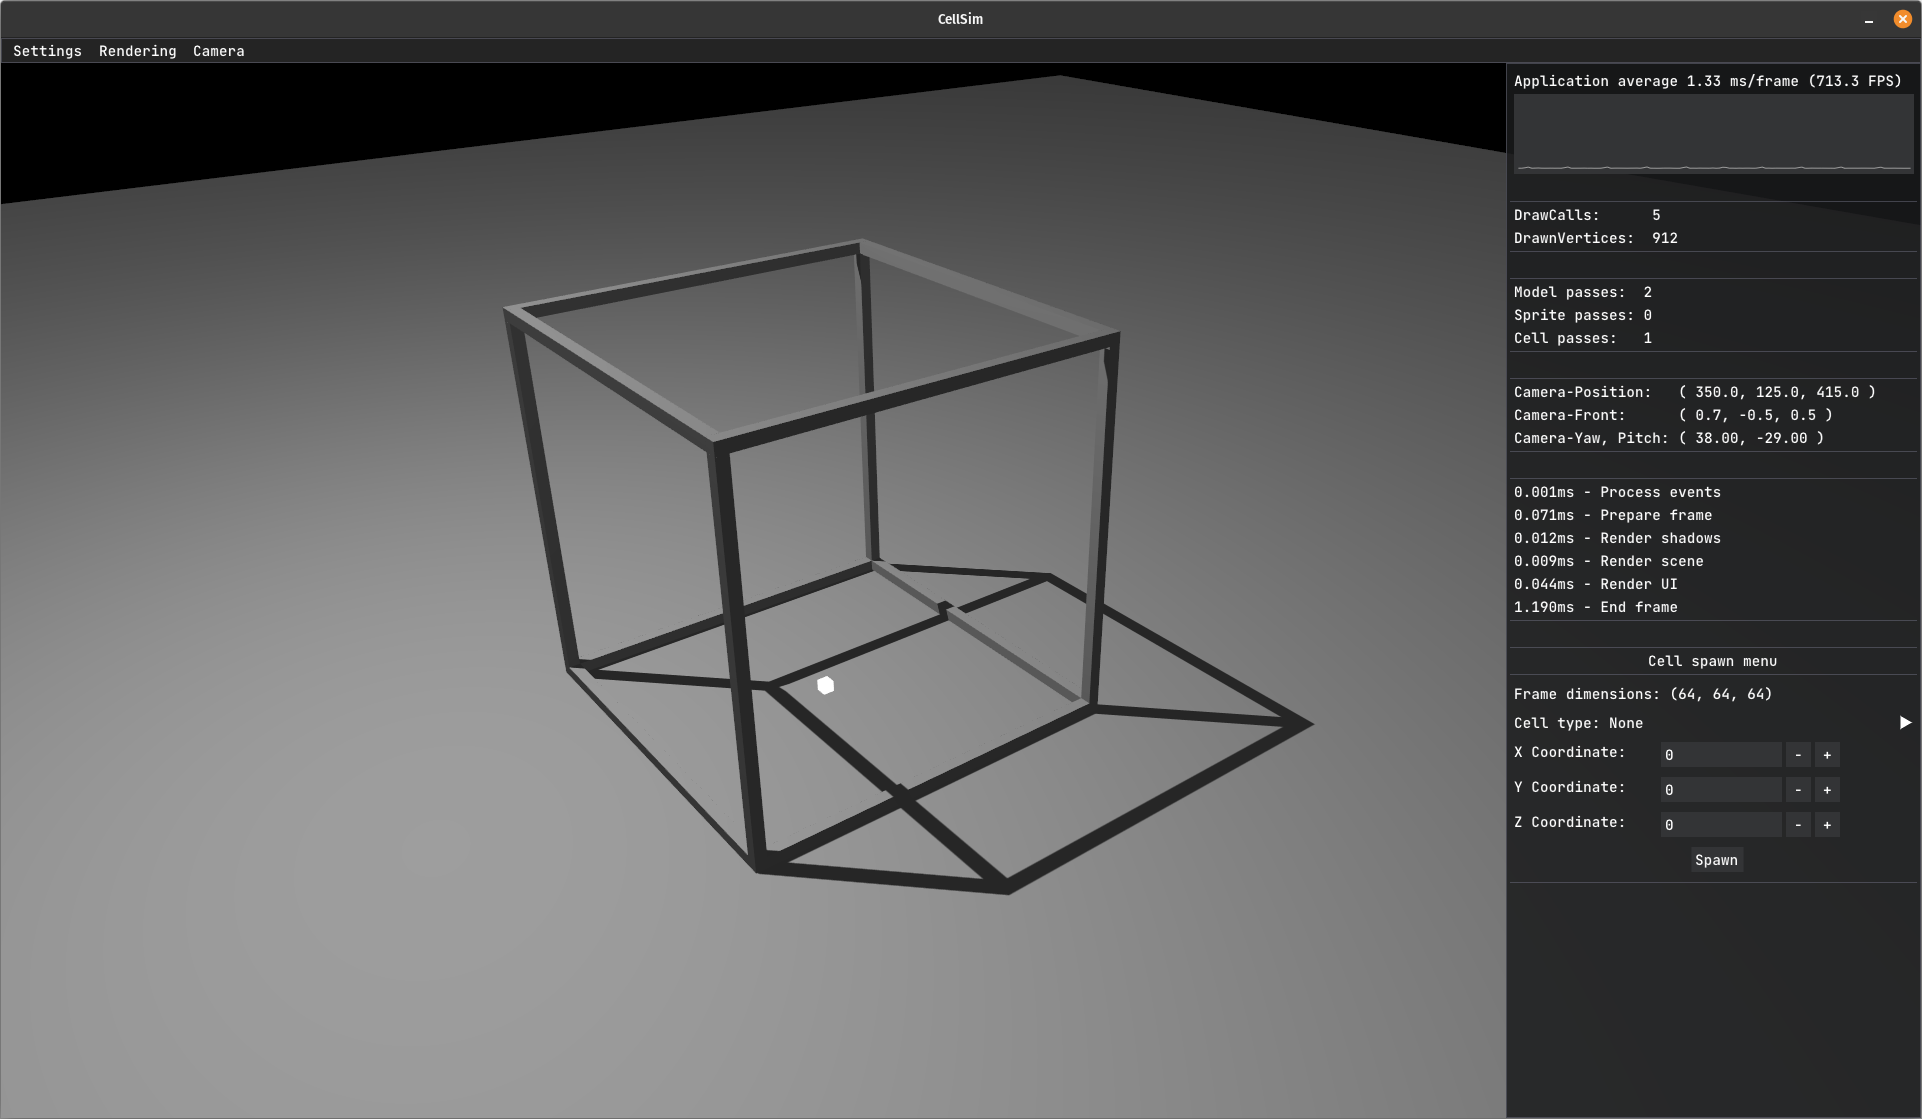 CellSim
Settings Rendering Camera
Application average 1.33 ms/frame (713.3 FPS)
DrawCalls: 5
DrawnVertices: 912
Model passes: 2
Sprite passes: 0
Cell passes: 1
Camera-Position: ( 350.0, 125.0, 415.0 )
Camera-Front: ( 0.7, -0.5, 0.5 )
Camera-Yaw, Pitch: ( 38.00, -29.00 )
0.001ms - Process events
0.071ms - Prepare frame
0.012ms - Render shadows
0.009ms - Render scene
0.044ms - Render UI
1.190ms - End frame
Cell spawn menu
Frame dimensions: (64, 64, 64)
Cell type: None
X Coordinate: 0 - +
Y Coordinate: 0 - +
Z Coordinate: 0 - +
Spawn